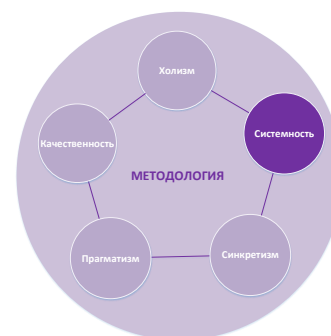 Холизм
Качественность
Системность
МЕТОДОЛОГИЯ
Прагматизм
Синкретизм